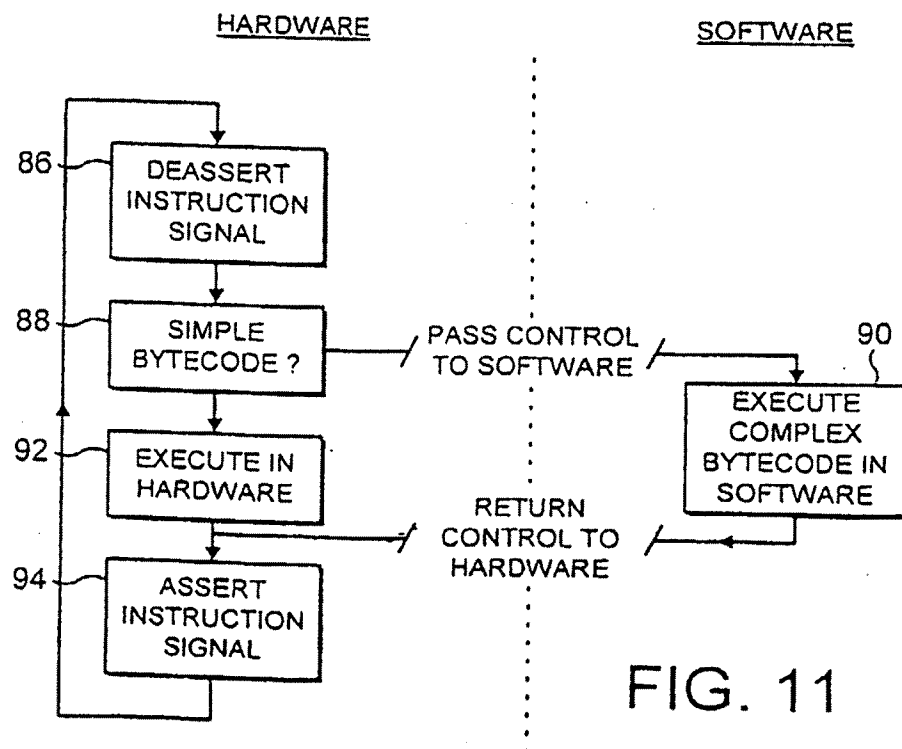 HARDWARE
SOFTWARE
86
DEASSERT
INSTRUCTION
SIGNAL
88
SIMPLE
BYTECODE ?
PASS CONTROL
TO SOFTWARE
90
EXECUTE
COMPLEX
BYTECODE IN
SOFTWARE
92
EXECUTE IN
HARDWARE
RETURN
CONTROL TO
HARDWARE
94
ASSERT
INSTRUCTION
SIGNAL
FIG. 11